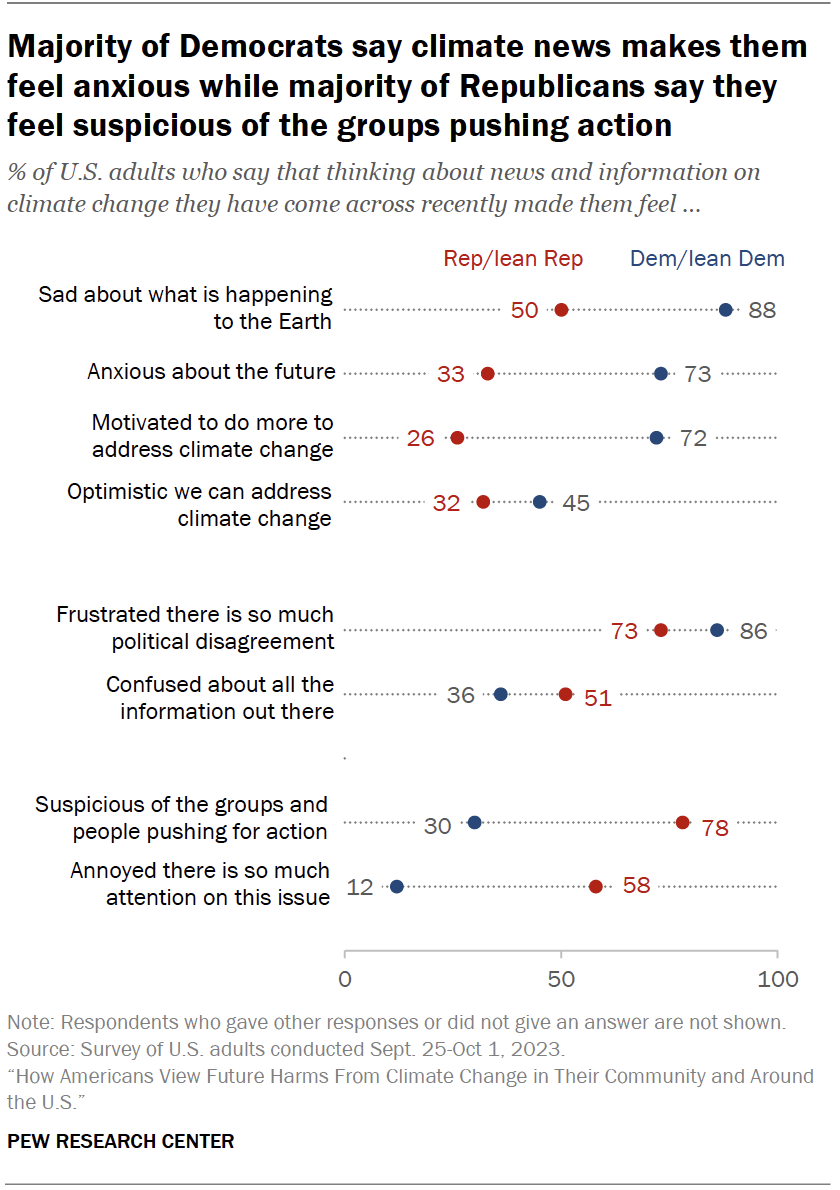 Majority of Democrats say climate news makes them
feel anxious while majority of Republicans say they
feel suspicious of the groups pushing action
% of U.S. adults who say that thinking about news and information on
climate change they have come across recently made them feel ...
Rep/lean Rep Dem/lean Dem
Sad about what is happening
to the Earth
50 88
Anxious about the future
33 73
Motivated to do more to
address climate change
26 72
Optimistic we can address
climate change
32 45
Frustrated there is so much
political disagreement
73 86
Confused about all the
information out there
36 51
Suspicious of the groups and
people pushing for action
30 78
Annoyed there is so much
attention on this issue
12 58
0 50 100
Note: Respondents who gave other responses or did not give an answer are not shown.
Source: Survey of U.S. adults conducted Sept. 25-Oct 1, 2023.
“How Americans View Future Harms From Climate Change in Their Community and Around
the U.S.”
PEW RESEARCH CENTER